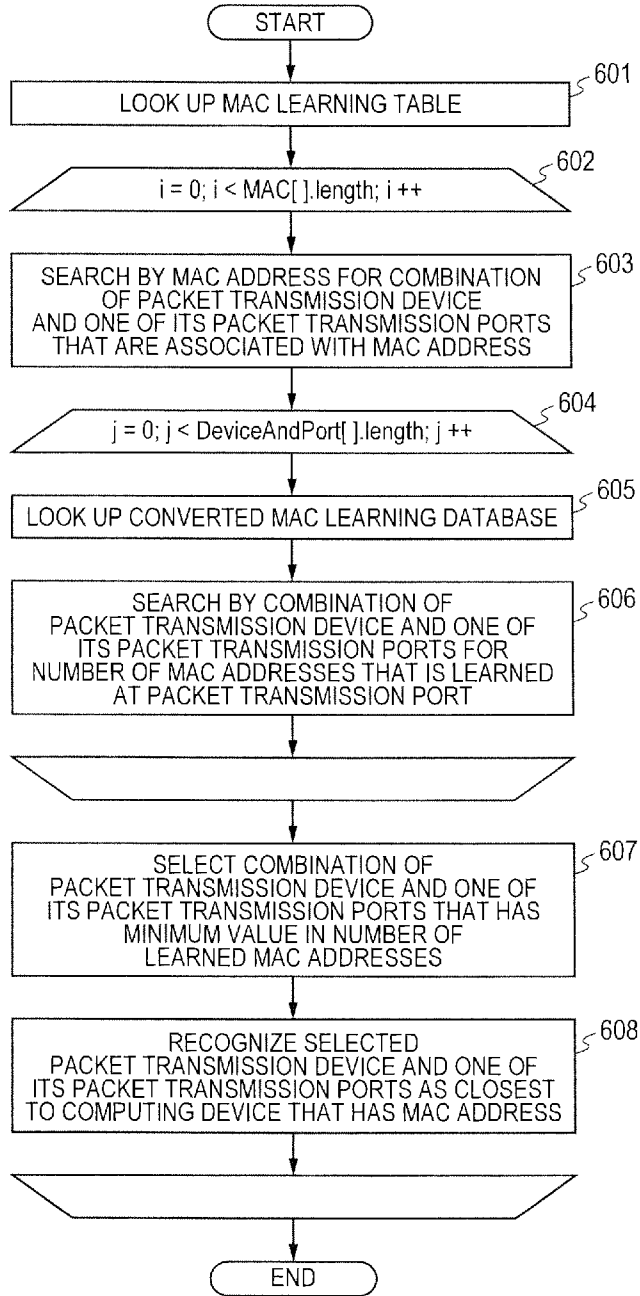 START
601
LOOK UP MAC LEARNING TABLE
602
i = 0; i < MAC[ ].length; i ++
603
SEARCH BY MAC ADDRESS FOR COMBINATION
OF PACKET TRANSMISSION DEVICE
AND ONE OF ITS PACKET TRANSMISSION PORTS
THAT ARE ASSOCIATED WITH MAC ADDRESS
604
j = 0; j < DeviceAndPort[ ].length; j ++
605
LOOK UP CONVERTED MAC LEARNING DATABASE
606
SEARCH BY COMBINATION OF
PACKET TRANSMISSION DEVICE AND ONE OF
ITS PACKET TRANSMISSION PORTS FOR
NUMBER OF MAC ADDRESSES THAT IS LEARNED
AT PACKET TRANSMISSION PORT
607
SELECT COMBINATION OF
PACKET TRANSMISSION DEVICE AND ONE OF
ITS PACKET TRANSMISSION PORTS THAT HAS
MINIMUM VALUE IN NUMBER OF
LEARNED MAC ADDRESSES
608
RECOGNIZE SELECTED
PACKET TRANSMISSION DEVICE AND ONE OF
ITS PACKET TRANSMISSION PORTS AS CLOSEST
TO COMPUTING DEVICE THAT HAS MAC ADDRESS
END